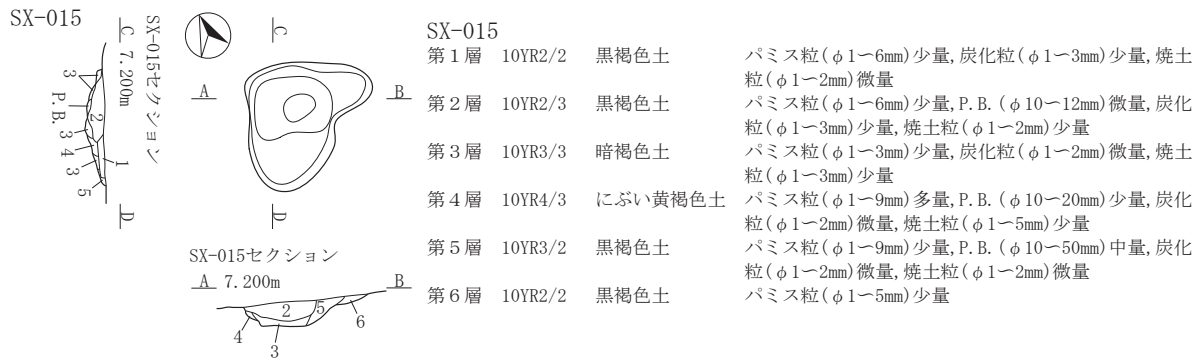 SX-015
SX-015セクション
C 7.200m D
3
P.B.
2
3
4
3
1
5
C
A B
D
SX-015セクション
A 7.200m B
2
5
6
4
3
SX-015
第１層 10YR2/2 黒褐色土 パミス粒(φ1～6㎜)少量,炭化粒(φ1～3㎜)少量,焼土
粒(φ1～2㎜)微量
第２層 10YR2/3 黒褐色土 パミス粒(φ1～6㎜)少量,P.B.(φ10～12㎜)微量,炭化
粒(φ1～3㎜)少量,焼土粒(φ1～2㎜)少量
第３層 10YR3/3 暗褐色土 パミス粒(φ1～3㎜)少量,炭化粒(φ1～2㎜)微量,焼土
粒(φ1～3㎜)少量
第４層 10YR4/3 にぶい黄褐色土 パミス粒(φ1～9㎜)多量,P.B.(φ10～20㎜)少量,炭化
粒(φ1～2㎜)微量,焼土粒(φ1～5㎜)少量
第５層 10YR3/2 黒褐色土 パミス粒(φ1～9㎜)少量,P.B.(φ10～50㎜)中量,炭化
粒(φ1～2㎜)微量,焼土粒(φ1～2㎜)微量
第６層 10YR2/2 黒褐色土 パミス粒(φ1～5㎜)少量